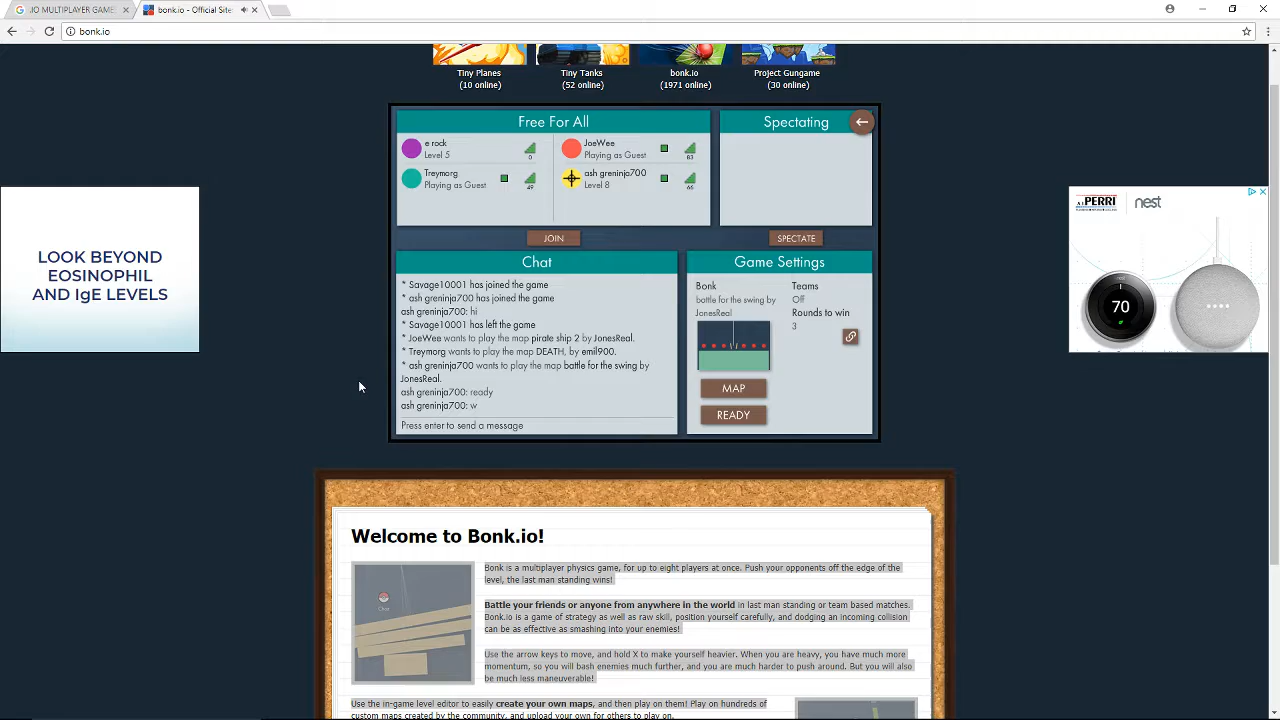 IO MULTIPLAYER GAME
bonk.io - Official Site
bonk.io
Tiny Planes
(10 online)
Tiny Tanks
(52 online)
bonk.io
(1971 online)
Project Gungame
(30 online)
Free For All
e rock
Level 5
0
JoeWee
Playing as Guest
83
Treymorg
Playing as Guest
49
ash greninja700
Level 8
66
Spectating
JOIN
SPECTATE
Chat
* Savage10001 has joined the game
* ash greninja700 has joined the game
ash greninja700: hi
* Savage10001 has left the game
* JoeWee wants to play the map pirate ship 2 by JonesReal.
* Treymorg wants to play the map DEATH, by emil900.
* ash greninja700 wants to play the map battle for the swing by
JonesReal.
ash greninja700: ready
ash greninja700: w
Press enter to send a message
Game Settings
Bonk
battle for the swing by
JonesReal
Teams
Off
Rounds to win
3
MAP
READY
LOOK BEYOND
EOSINOPHIL
AND IgE LEVELS
PERRI
nest
70
Welcome to Bonk.io!
Bonk is a multiplayer physics game, for up to eight players at once. Push your opponents off the edge of the
level, the last man standing wins!
Battle your friends or anyone from anywhere in the world in last man standing or team based matches.
Bonk.io is a game of strategy as well as raw skill, position yourself carefully, and dodging an incoming collision
can be as effective as smashing into your enemies!
Use the arrow keys to move, and hold X to make yourself heavier. When you are heavy, you have much more
momentum, so you will bash enemies much further, and you are much harder to push around. But you will also
be much less maneuverable!
Use the in-game level editor to easily create your own maps, and then play on them! Play on hundreds of
custom maps created by the community, and upload your own for others to play on.